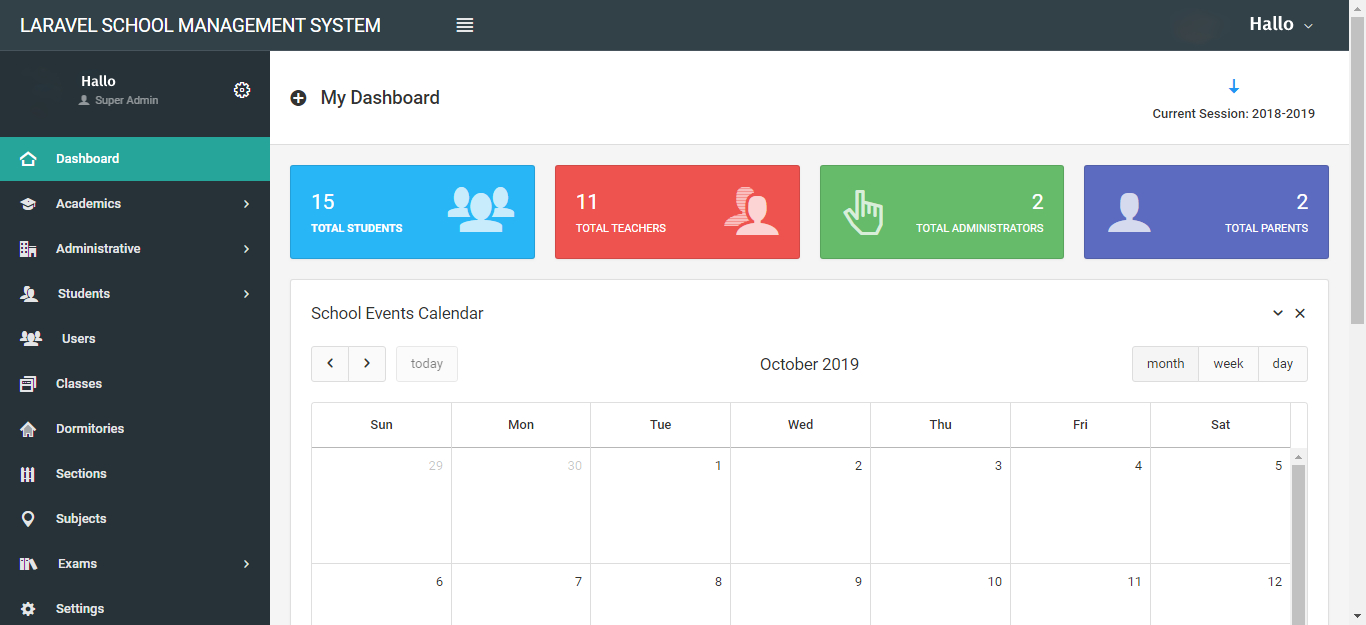 LARAVEL SCHOOL MANAGEMENT SYSTEM
Hallo
Hallo
Super Admin
Dashboard
Academics
Administrative
Students
Users
Classes
Dormitories
Sections
Subjects
Exams
Settings
My Dashboard
Current Session: 2018-2019
15
TOTAL STUDENTS
11
TOTAL TEACHERS
2
TOTAL ADMINISTRATORS
2
TOTAL PARENTS
School Events Calendar
today
October 2019
month week day
Sun Mon Tue Wed Thu Fri Sat
29 30 1 2 3 4 5
6 7 8 9 10 11 12